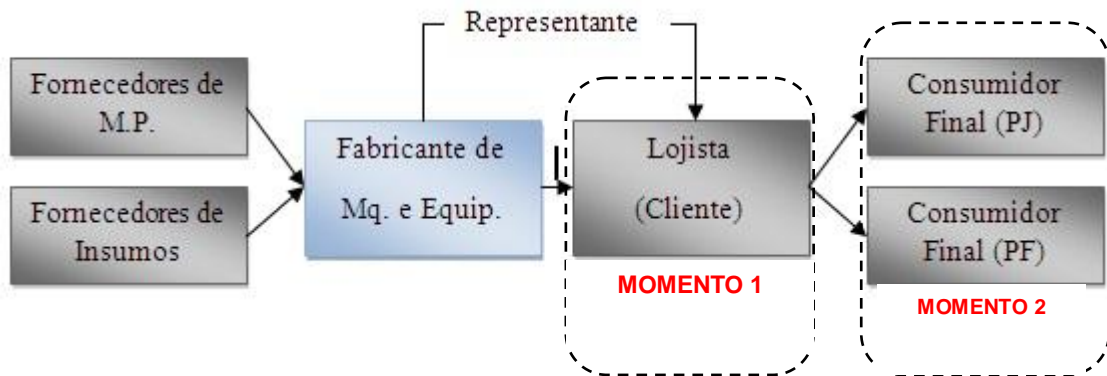 Representante
Fornecedores de
M.P.
Fornecedores de
Insumos
Fabricante de
Mq. e Equip.
Lojista
(Cliente)
MOMENTO 1
Consumidor
Final (PJ)
Consumidor
Final (PF)
MOMENTO 2